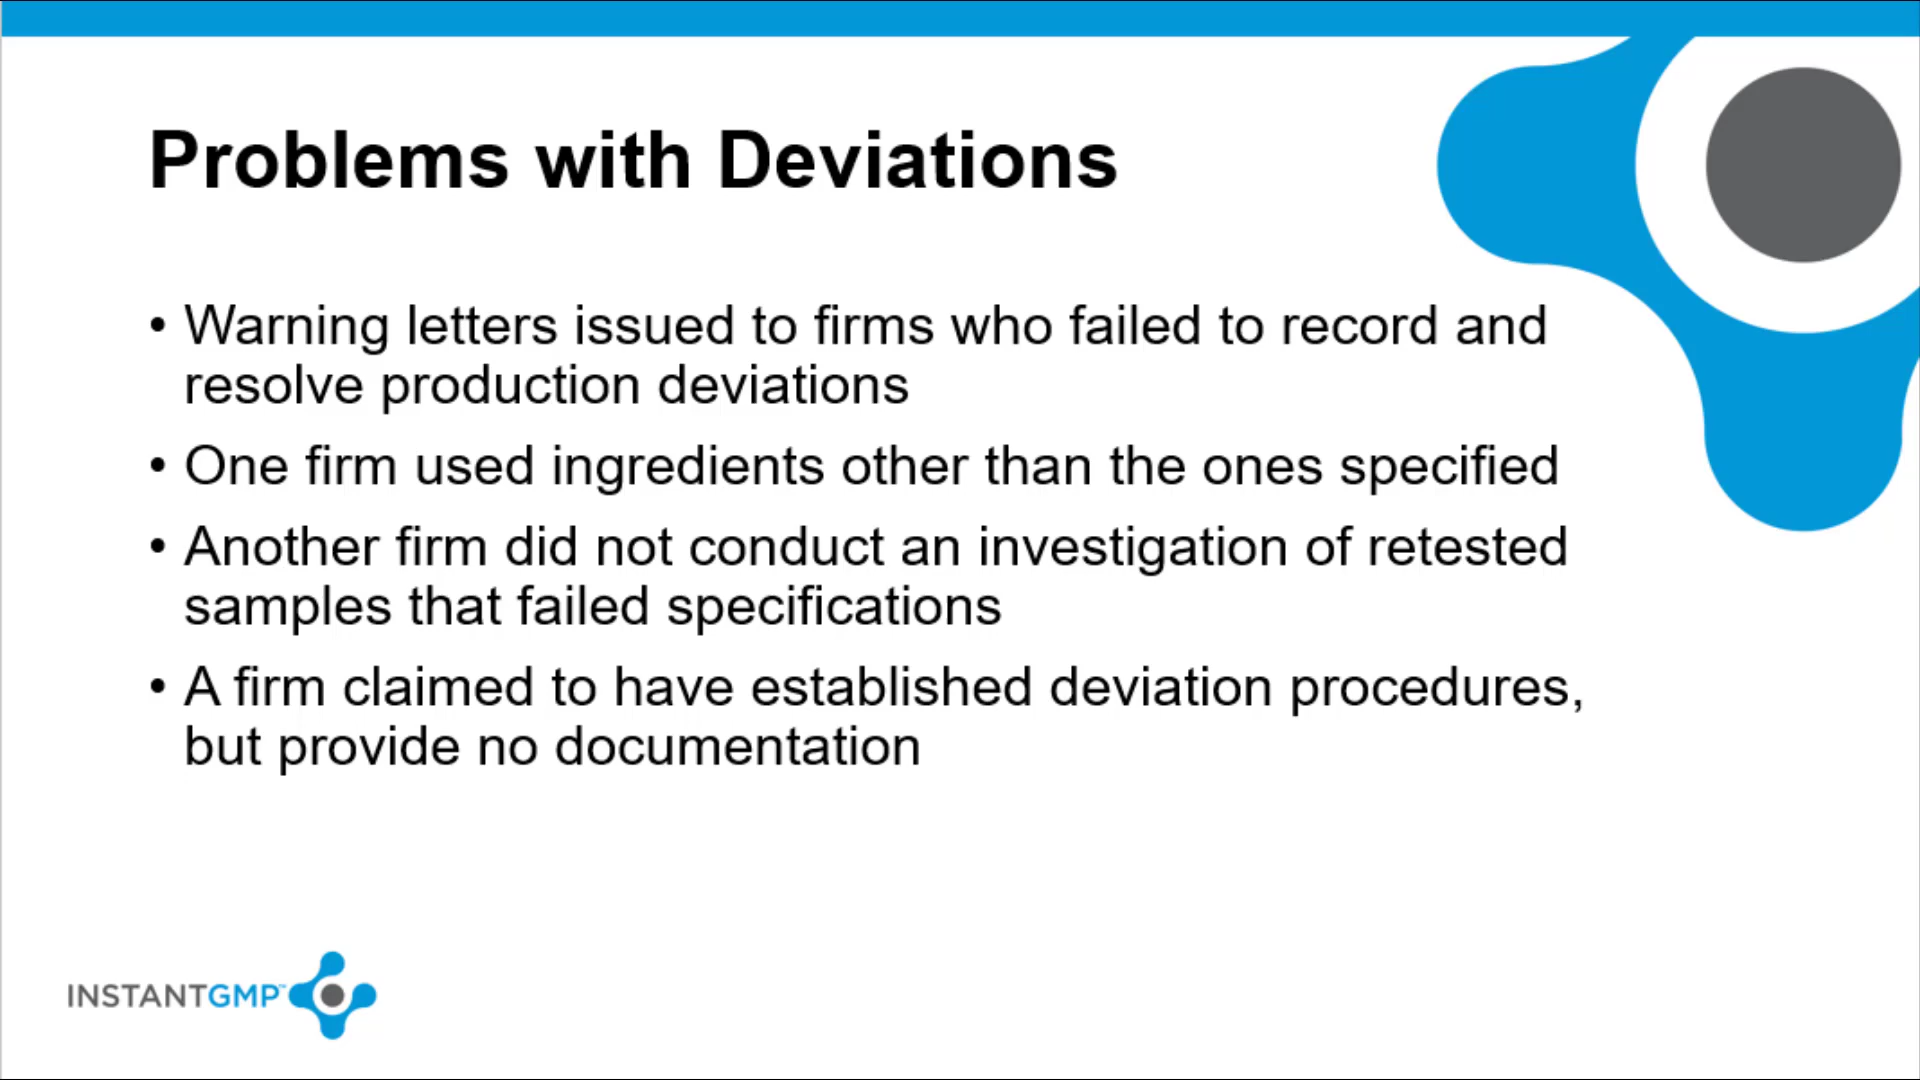 Problems with Deviations
• Warning letters issued to firms who failed to record and
resolve production deviations
• One firm used ingredients other than the ones specified
• Another firm did not conduct an investigation of retested
samples that failed specifications
• A firm claimed to have established deviation procedures,
but provide no documentation
INSTANTGMP™